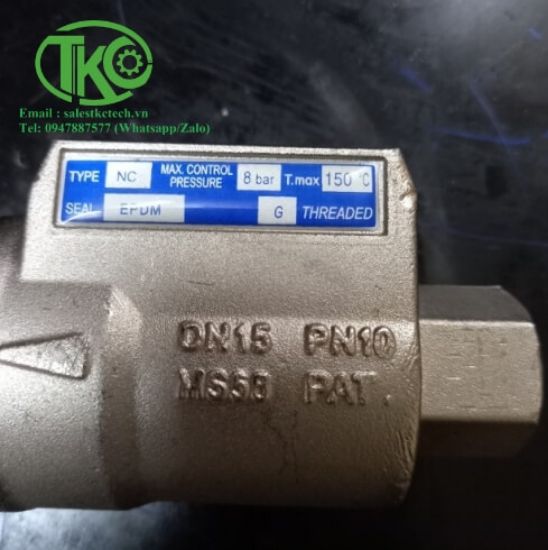 TKC
Email : salestkctech.vn
Tel: 0947887577 (Whatsapp/Zalo)
TYPE NC MAX. CONTROL PRESSURE 8 bar T.max 150 °C
SEAL EPDM G THREADED
DN15 PN10
MS58 PAT.